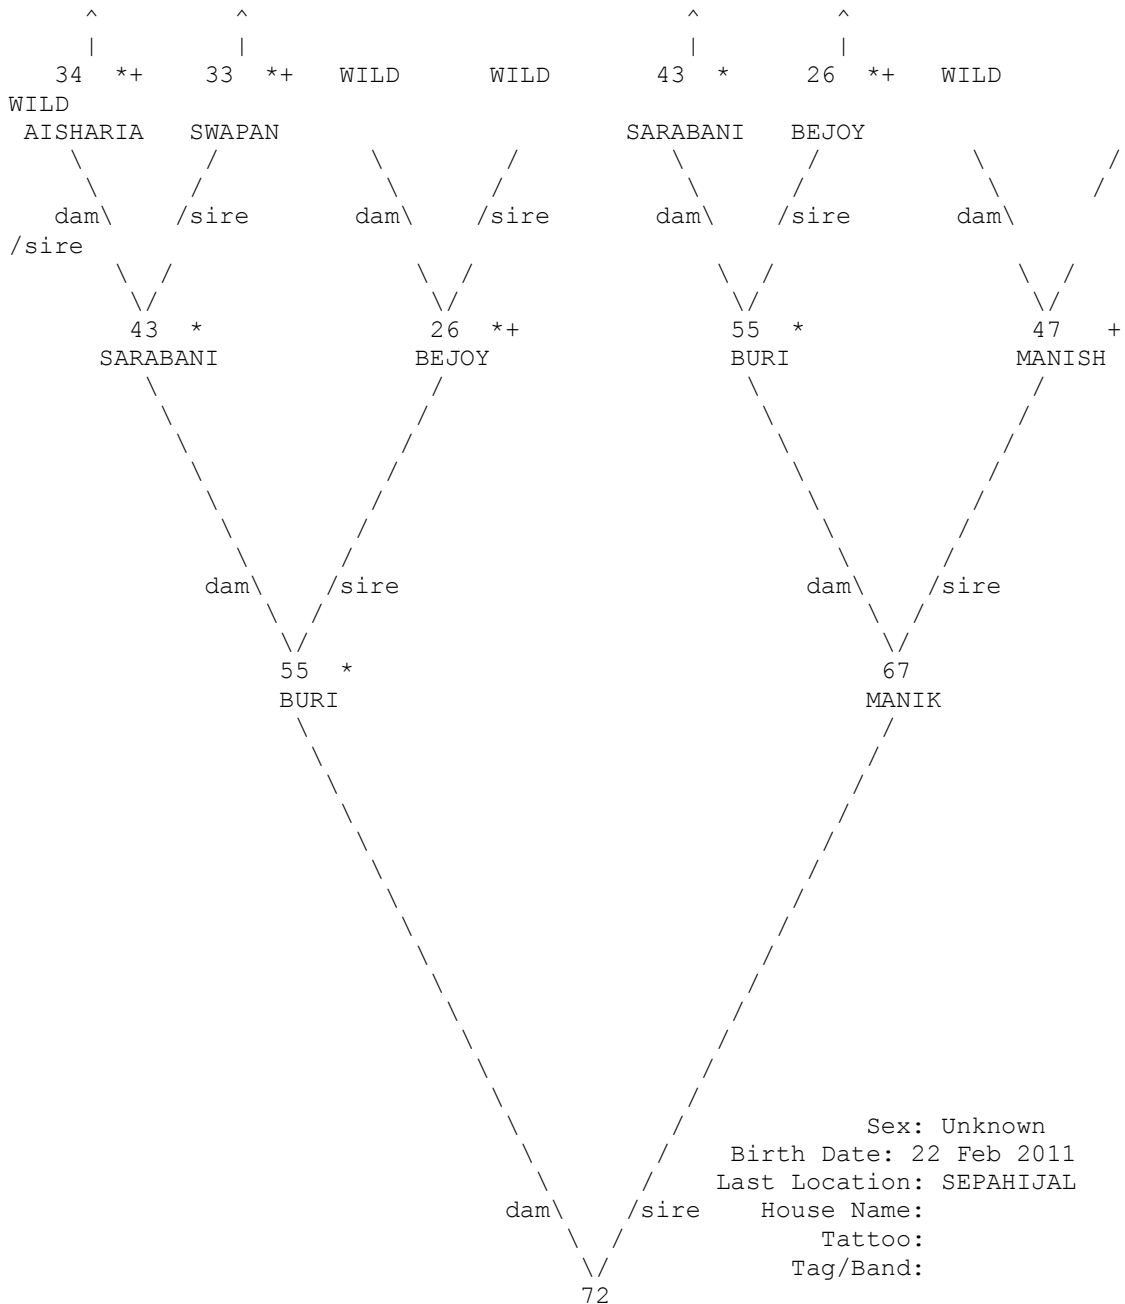 ^ ^ ^ ^
| | | |
34 *+ 33 *+ WILD WILD 43 * 26 *+ WILD
WILD
AISHARIA SWAPAN SARABANI BEJOY
\ / \ / \ / \ /
\ / \ / \ / \ /
dam\ /sire dam\ /sire dam\ /sire dam\
/sire
\ / \ / \ / \ /
\/ \/ \/ \/
43 * 26 *+ 55 * 47 +
SARABANI BEJOY BURI MANISH
\ / \ /
\ / \ /
\ / \ /
\ / \ /
\ / \ /
\ / \ /
\ / \ /
dam\ /sire dam\ /sire
\ / \ /
\/ \/
55 * 67
BURI MANIK
\ /
\ /
\ /
\ /
\ /
\ /
\ /
\ /
\ /
\ /
\ /
\ /
\ /
\ /
\ / Sex: Unknown
\ / Birth Date: 22 Feb 2011
\ / Last Location: SEPAHIJAL
dam\ /sire House Name:
\ / Tattoo:
\/ Tag/Band:
72